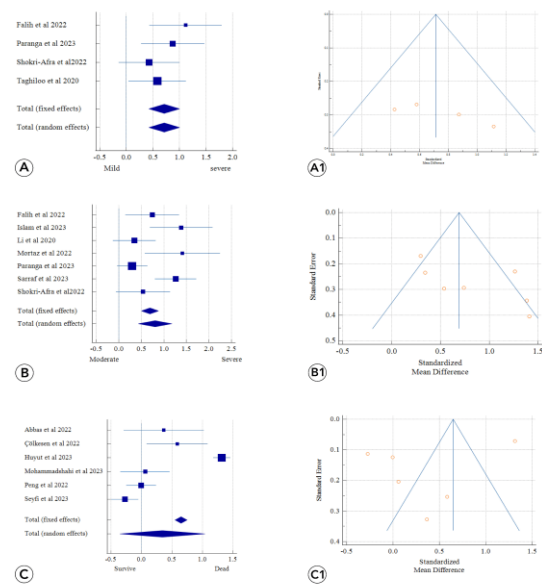 Falih et al 2022
Paranga et al 2023
Shokri-Afra et al2022
Taghiloo et al 2020
Total (fixed effects)
Total (random effects)
-0.5 0.0 0.5 1.0 1.5 2.0
Mild severe
A
Standardized
Mean Difference
A1
Falih et al 2022
Islam et al 2023
Li et al 2020
Mortaz et al 2022
Paranga et al 2023
Sarraf et al 2023
Shokri-Afra et al2022
Total (fixed effects)
Total (random effects)
-0.5 0.0 0.5 1.0 1.5 2.0 2.5
Moderate Severe
B
Standard Error
0.0
0.1
0.2
0.3
0.4
0.5
-0.5 0.0 0.5 1.0 1.5
Standardized
Mean Difference
B1
Abbas et al 2022
Çölkesen et al 2022
Huyut et al 2023
Mohammadshahi et al 2023
Peng et al 2022
Seyfi et al 2023
Total (fixed effects)
Total (random effects)
-0.5 0.0 0.5 1.0 1.5
Survive Dead
C
Standard Error
0.0
0.1
0.2
0.3
0.4
-0.5 0.0 0.5 1.0 1.5
Standardized
Mean Difference
C1